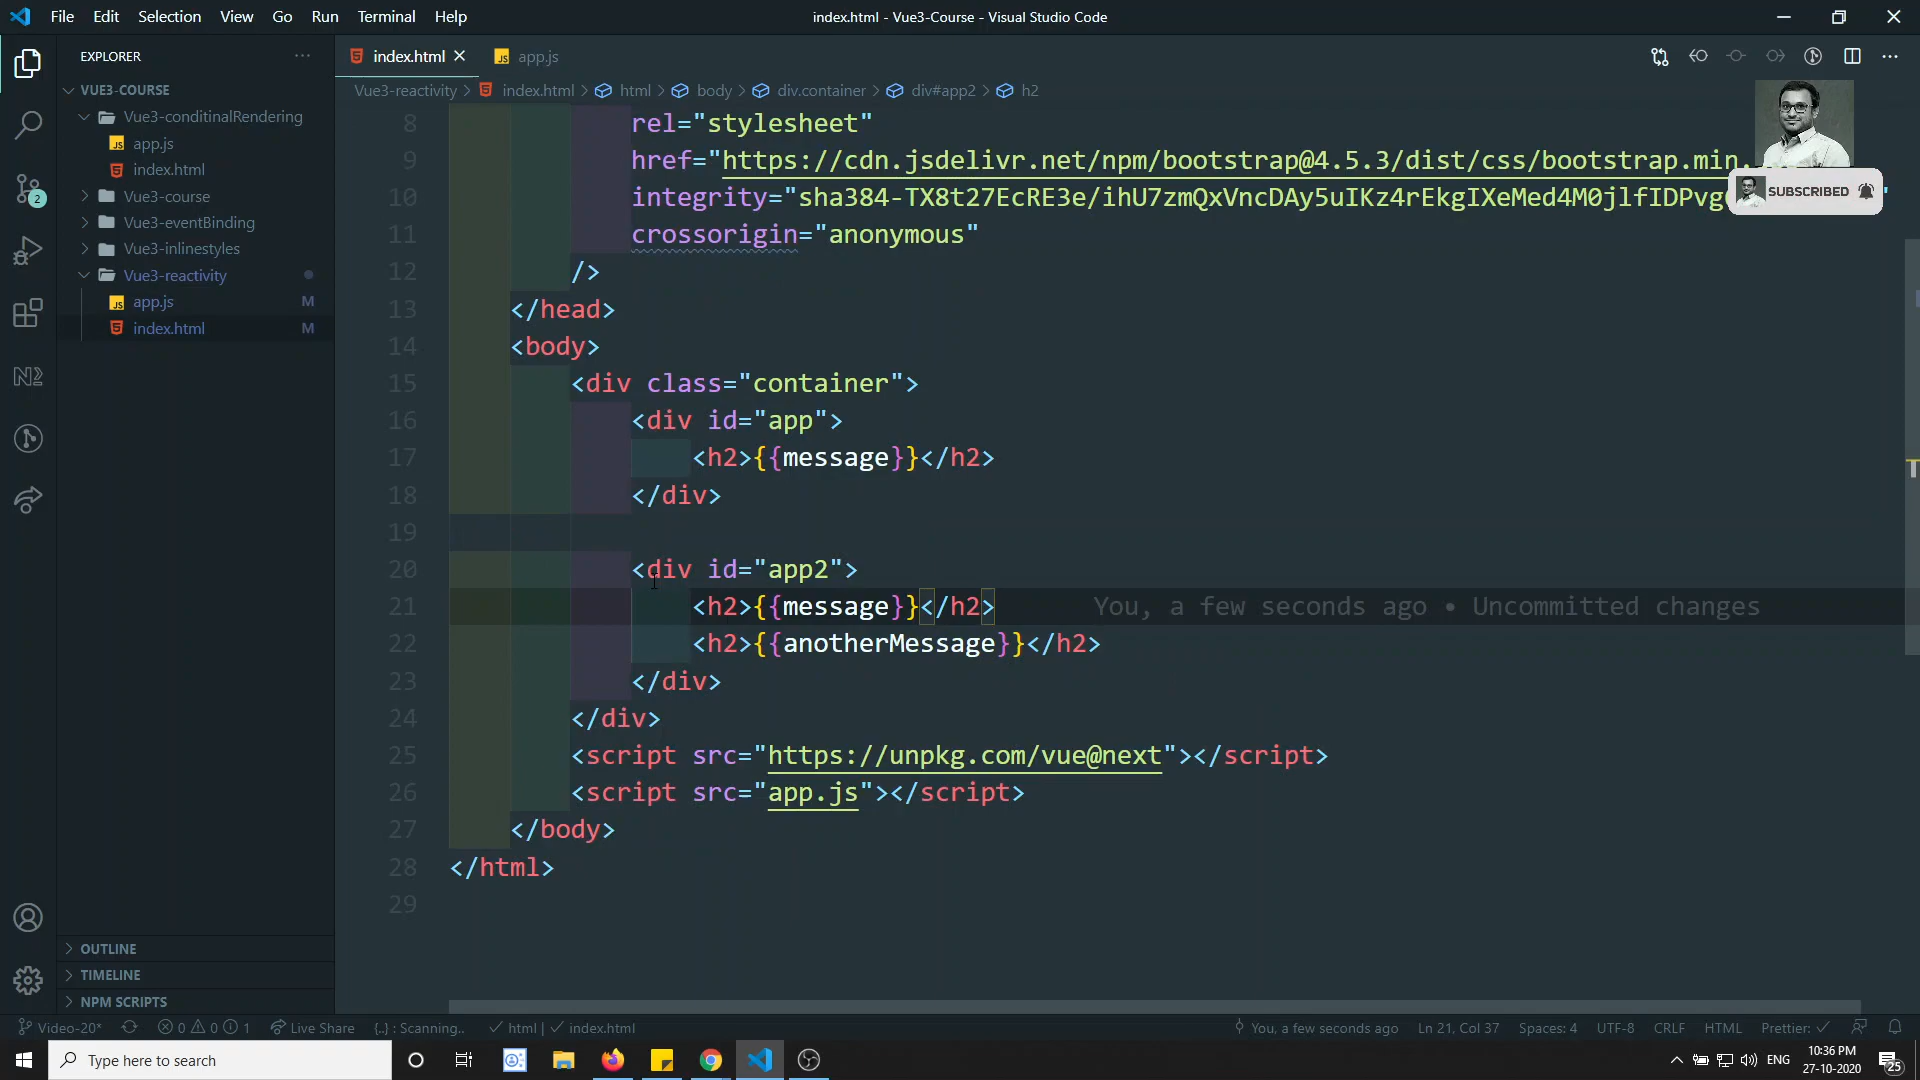 File Edit Selection View Go Run Terminal Help
index.html - Vue3-Course - Visual Studio Code
EXPLORER
VUE3-COURSE
Vue3-conditinalRendering
JS app.js
index.html
Vue3-course
Vue3-eventBinding
Vue3-inlinestyles
Vue3-reactivity
JS app.js M
index.html M
OUTLINE
TIMELINE
NPM SCRIPTS
2
index.html JS app.js
Vue3-reactivity > index.html > html > body > div.container > div#app2 > h2
8 rel="stylesheet"
9 href="https://cdn.jsdelivr.net/npm/bootstrap@4.5.3/dist/css/bootstrap.min.
10 integrity="sha384-TX8t27EcRE3e/ihU7zmQxVncDAy5uIKz4rEkgIXeMed4M0jlfIDPvg
11 crossorigin="anonymous"
12 />
13 </head>
14 <body>
15 <div class="container">
16 <div id="app">
17 <h2>{{message}}</h2>
18 </div>
19
20 <div id="app2">
21 <h2>{{message}}</h2> You, a few seconds ago • Uncommitted changes
22 <h2>{{anotherMessage}}</h2>
23 </div>
24 </div>
25 <script src="https://unpkg.com/vue@next"></script>
26 <script src="app.js"></script>
27 </body>
28 </html>
29
SUBSCRIBED
Video-20* 0 0 1 Live Share {..} : Scanning.. html | index.html You, a few seconds ago Ln 21, Col 37 Spaces: 4 UTF-8 CRLF HTML Prettier: ✓
Type here to search
ENG
10:36 PM
27-10-2020
25